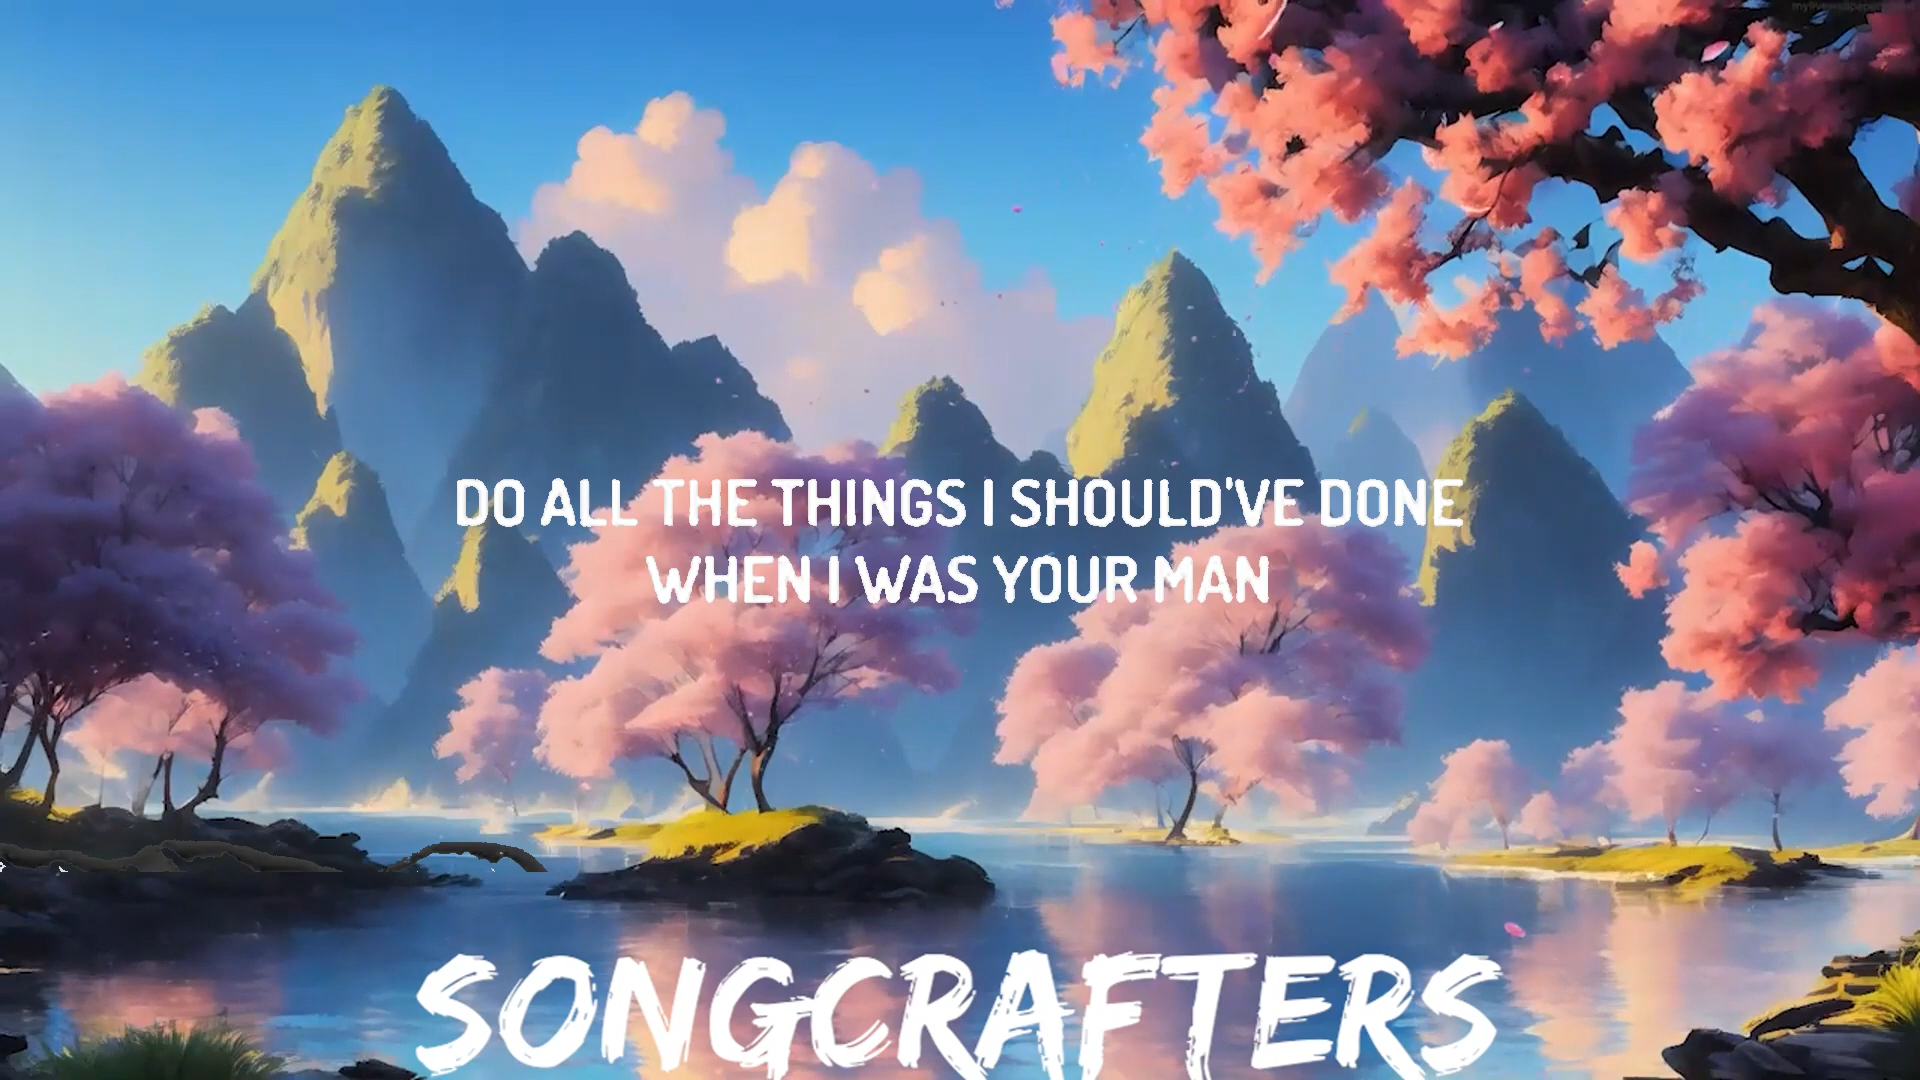 DO ALL THE THINGS I SHOULD'VE DONE
WHEN I WAS YOUR MAN
SONGCRAFTERS